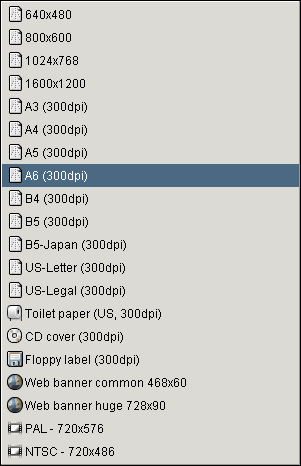 640x480
800x600
1024x768
1600x1200
A3 (300dpi)
A4 (300dpi)
A5 (300dpi)
A6 (300dpi)
B4 (300dpi)
B5 (300dpi)
B5-Japan (300dpi)
US-Letter (300dpi)
US-Legal (300dpi)
Toilet paper (US, 300dpi)
CD cover (300dpi)
Floppy label (300dpi)
Web banner common 468x60
Web banner huge 728x90
PAL - 720x576
NTSC - 720x486